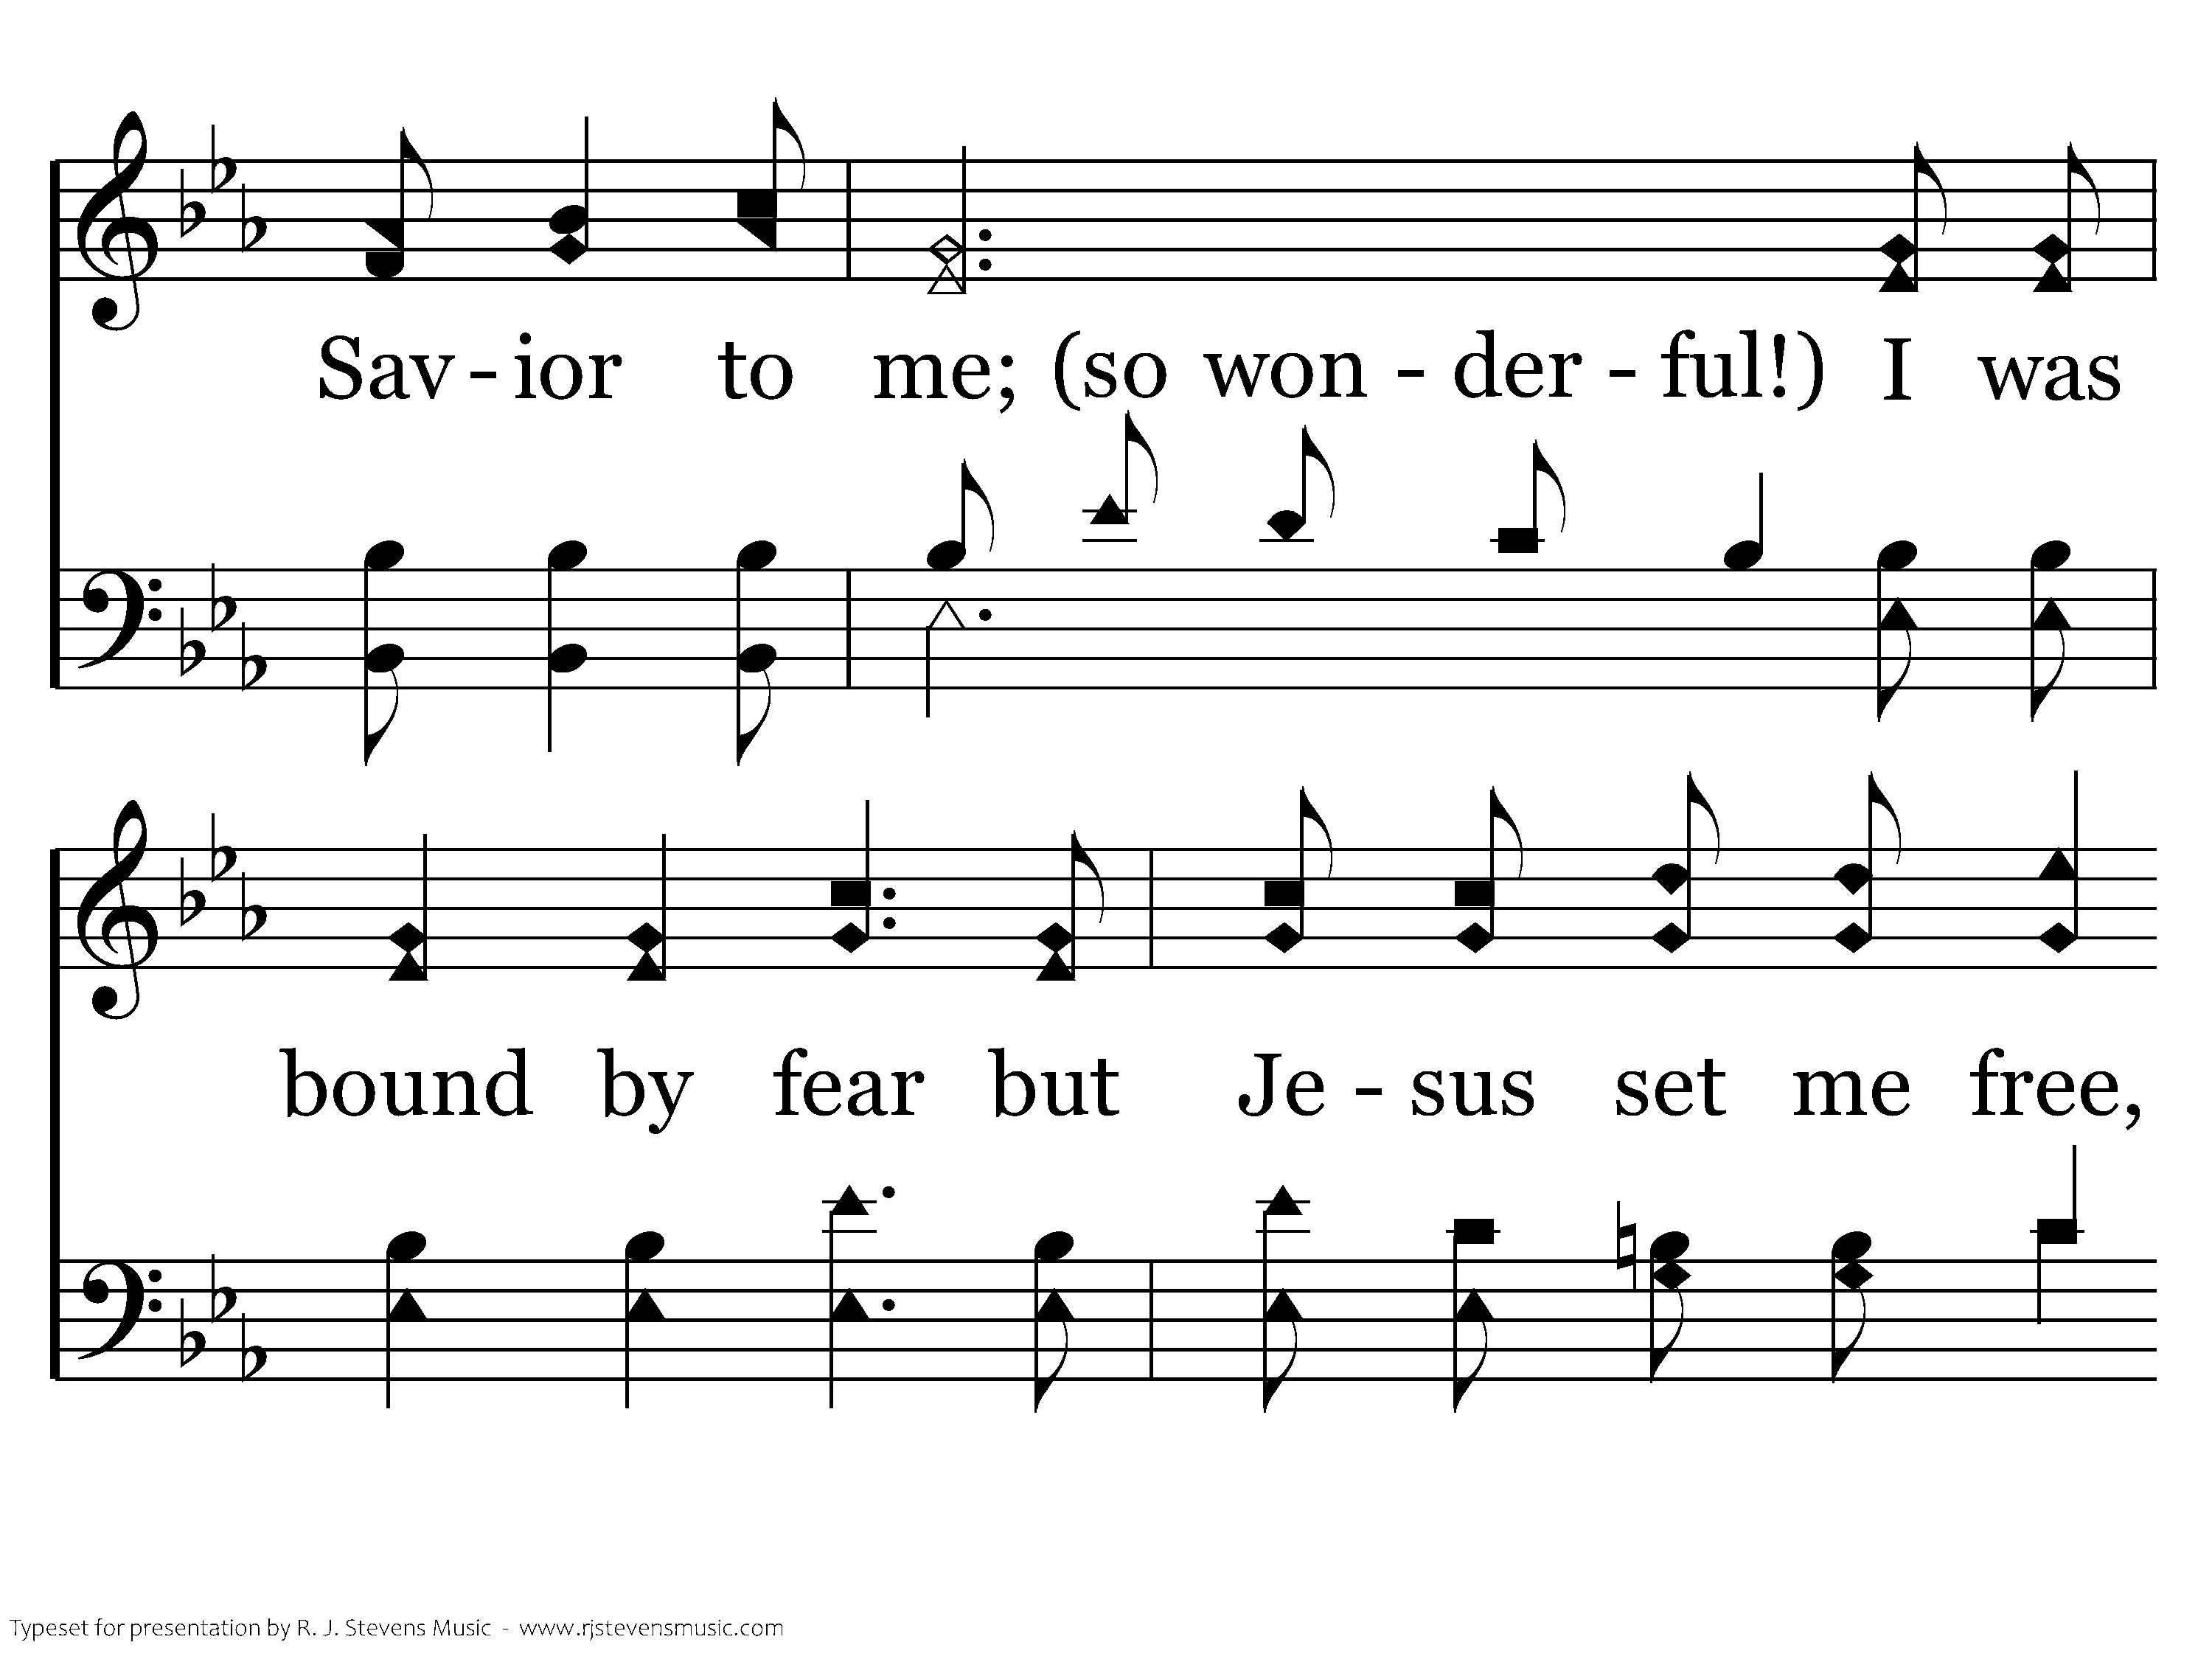 Sav - ior to me; (so won - der - ful!) I was
bound by fear but Je - sus set me free,
Typeset for presentation by R. J. Stevens Music - www.rjstevensmusic.com